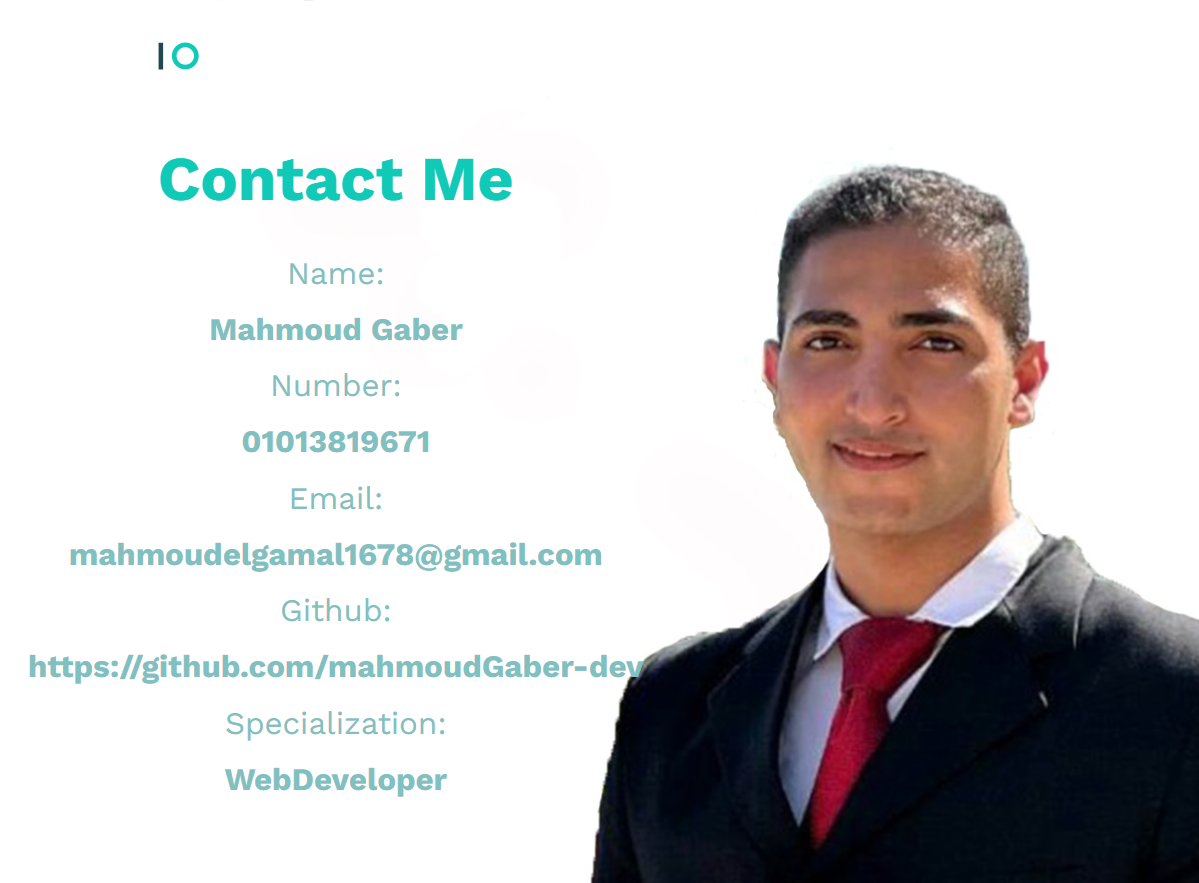 IO
Contact Me
Name:
Mahmoud Gaber
Number:
01013819671
Email:
mahmoudelgamal1678@gmail.com
Github:
https://github.com/mahmoudGaber-dev
Specialization:
WebDeveloper